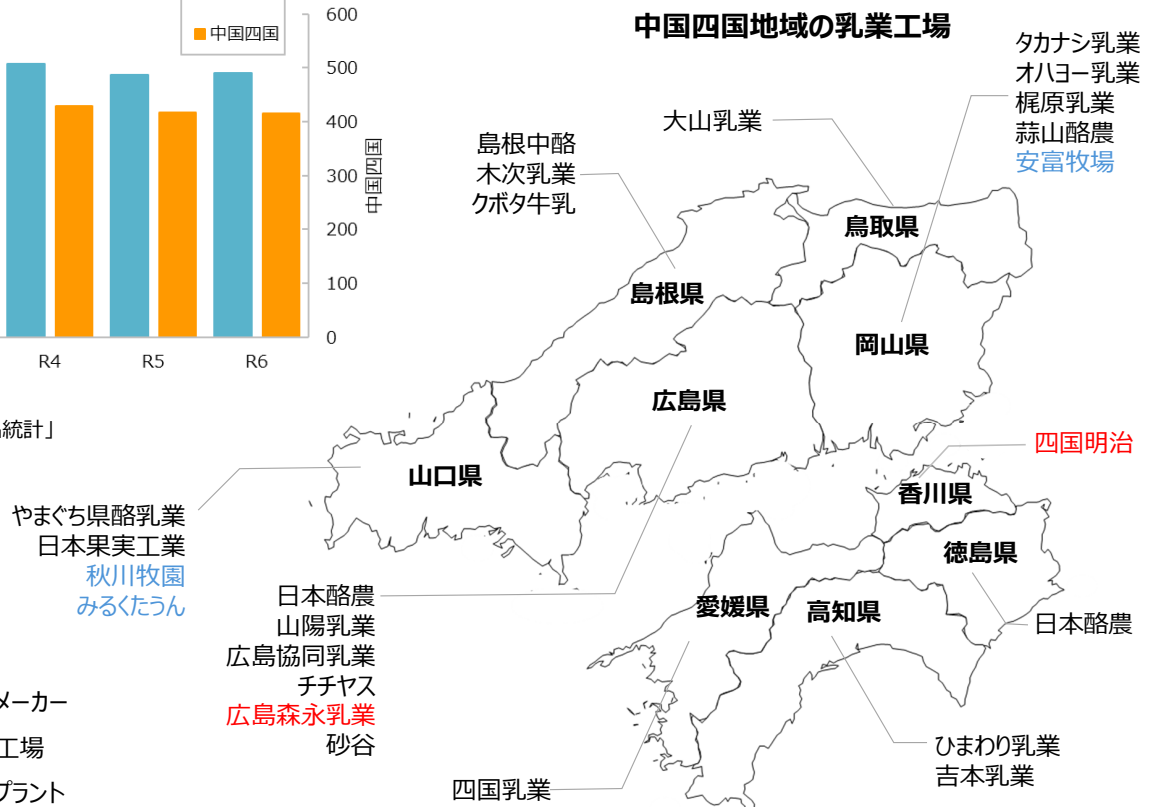 中国四国
600
500
400
300
200
100
0
中国四国
R4
R5
R6
統計」
中国四国地域の乳業工場
タカナシ乳業
オハヨー乳業
梶原乳業
蒜山酪農
安富牧場
大山乳業
島根中酪
木次乳業
クボタ牛乳
鳥取県
島根県
岡山県
広島県
山口県
四国明治
香川県
徳島県
愛媛県
高知県
やまぐち県酪乳業
日本果実工業
秋川牧園
みるくたうん
日本酪農
山陽乳業
広島協同乳業
チチヤス
広島森永乳業
砂谷
日本酪農
ひまわり乳業
吉本乳業
四国乳業
メーカー
工場
プラント